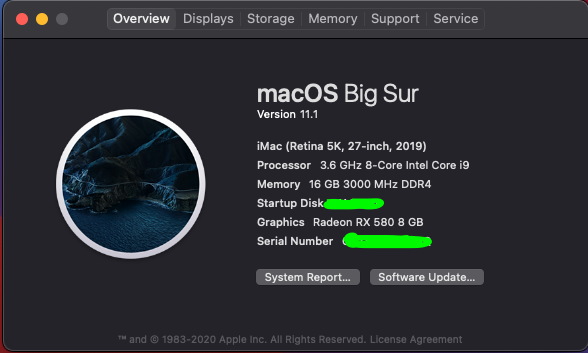 Overview Displays Storage Memory Support Service
macOS Big Sur
Version 11.1
iMac (Retina 5K, 27-inch, 2019)
Processor 3.6 GHz 8-Core Intel Core i9
Memory 16 GB 3000 MHz DDR4
Startup Disk
Graphics Radeon RX 580 8 GB
Serial Number
System Report... Software Update...
™ and © 1983-2020 Apple Inc. All Rights Reserved. License Agreement